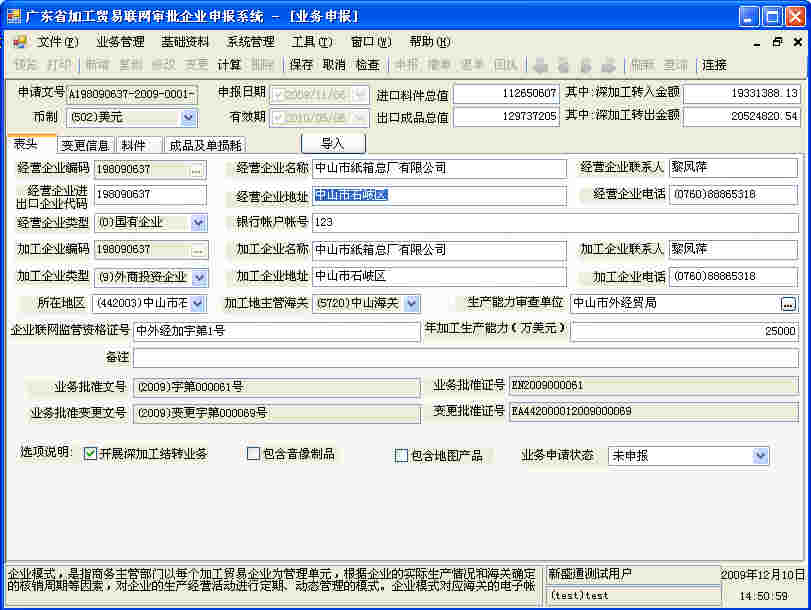 广东省加工贸易联网审批企业申报系统 - [业务申报]
文件(F) 业务管理 基础资料 系统管理 工具(T) 窗口(W) 帮助(H)
预览 打印 新增 复制 修改 变更 计算 删除 保存 取消 检查 申报 撤单 退单 回执 刷新 查询 连接
申请文号 A198090637-2009-0001- 申报日期 2009/11/06 进口料件总值 112650607 其中:深加工转入金额 19331388.13
币制 (502)美元 有效期 2010/05/06 出口成品总值 129737205 其中:深加工转出金额 20524820.54
表头 变更信息 料件 成品及单损耗 导入
经营企业编码 198090637 ... 经营企业名称 中山市紙箱总厂有限公司 经营企业联系人 黎凤萍
经营企业进出口企业代码 198090637 经营企业地址 中山市石岐区 经营企业电话 (0760)88865318
经营企业类型 (0)国有企业 银行帐户帐号 123
加工企业编码 198090637 ... 加工企业名称 中山市紙箱总厂有限公司 加工企业联系人 黎凤萍
加工企业类型 (9)外商投资企业 加工企业地址 中山市石岐区 加工企业电话 (0760)88865318
所在地区 (442003)中山市石 加工地主管海关 (5720)中山海关 生产能力审查单位 中山市外经贸局 ...
企业联网监管资格证号 中外经加字第1号 年加工生产能力(万美元) 25000
备注
业务批准文号 (2009)字第000061号 业务批准证号 EN2009000061
业务批准变更文号 (2009)变更字第000069号 变更批准证号 EA442000012009000069
选项说明: 开展深加工结转业务 包含音像制品 包含地图产品 业务申请状态 未申报
企业模式，是指商务主管部门以每个加工贸易企业为管理单元，根据企业的实际生产情况和海关确定
的核销周期等因素，对企业的生产经营活动进行定期、动态管理的模式。企业模式对应海关的电子帐
新盛擅测试用户
(test)test
2009年12月10日
14:50:59